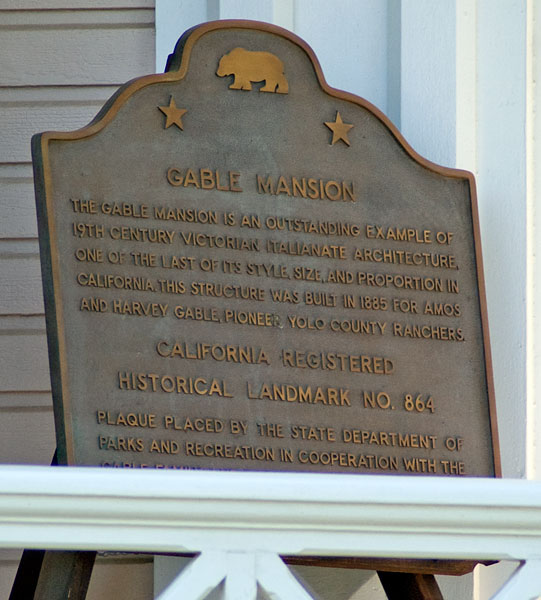 GABLE MANSION
THE GABLE MANSION IS AN OUTSTANDING EXAMPLE OF
19TH CENTURY VICTORIAN ITALIANATE ARCHITECTURE,
ONE OF THE LAST OF ITS STYLE, SIZE, AND PROPORTION IN
CALIFORNIA. THIS STRUCTURE WAS BUILT IN 1885 FOR AMOS
AND HARVEY GABLE, PIONEER YOLO COUNTY RANCHERS.
CALIFORNIA REGISTERED
HISTORICAL LANDMARK NO. 864
PLAQUE PLACED BY THE STATE DEPARTMENT OF
PARKS AND RECREATION IN COOPERATION WITH THE